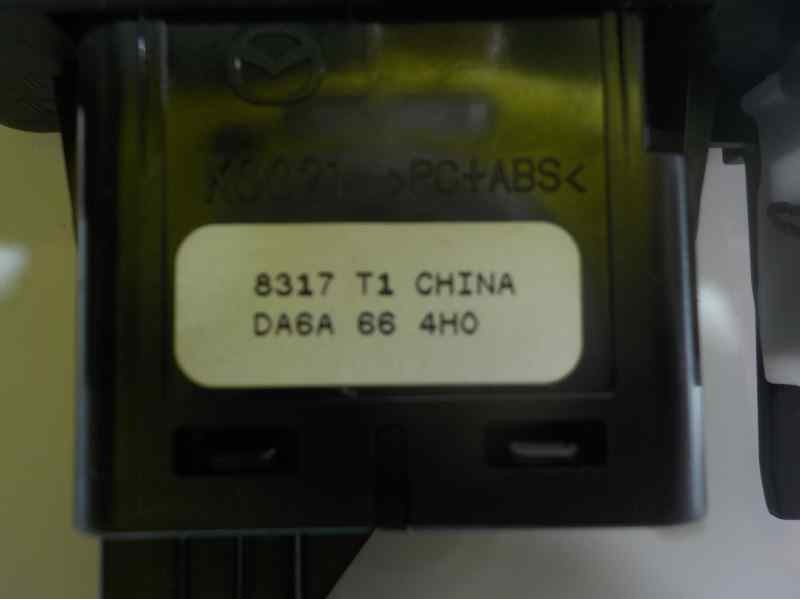 >PC+ABS<
8317 T1 CHINA
DA6A 66 4H0